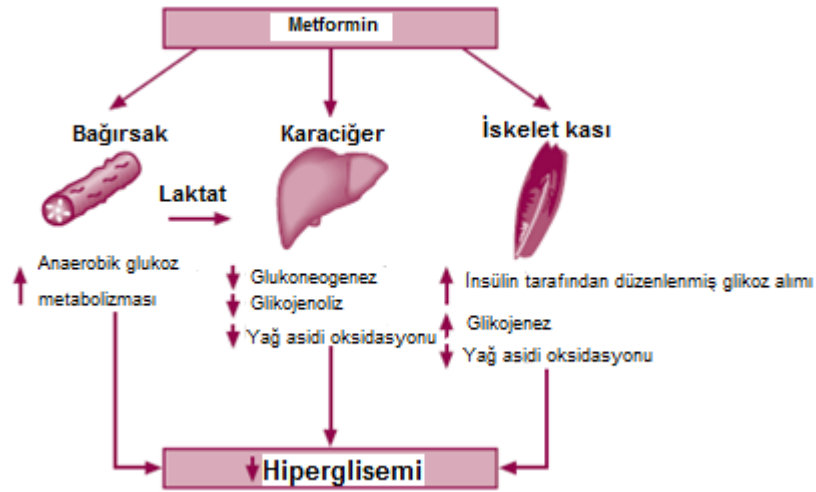 Metformin
Bağırsak
Karaciğer
İskelet kası
Laktat
Anaerobik glukoz
metabolizması
Glukoneogenez
Glikojenoliz
Yağ asidi oksidasyonu
İnsülin tarafından düzenlenmiş glikoz alımı
Glikojenez
Yağ asidi oksidasyonu
Hiperglisemi